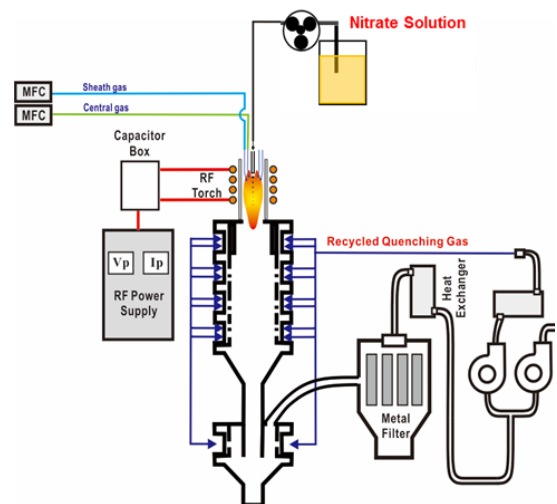 Nitrate Solution
MFC
Sheath gas
MFC
Central gas
Capacitor
Box
RF
Torch
Vp
Ip
RF Power
Supply
Recycled Quenching Gas
Heat
Exchanger
Metal
Filter